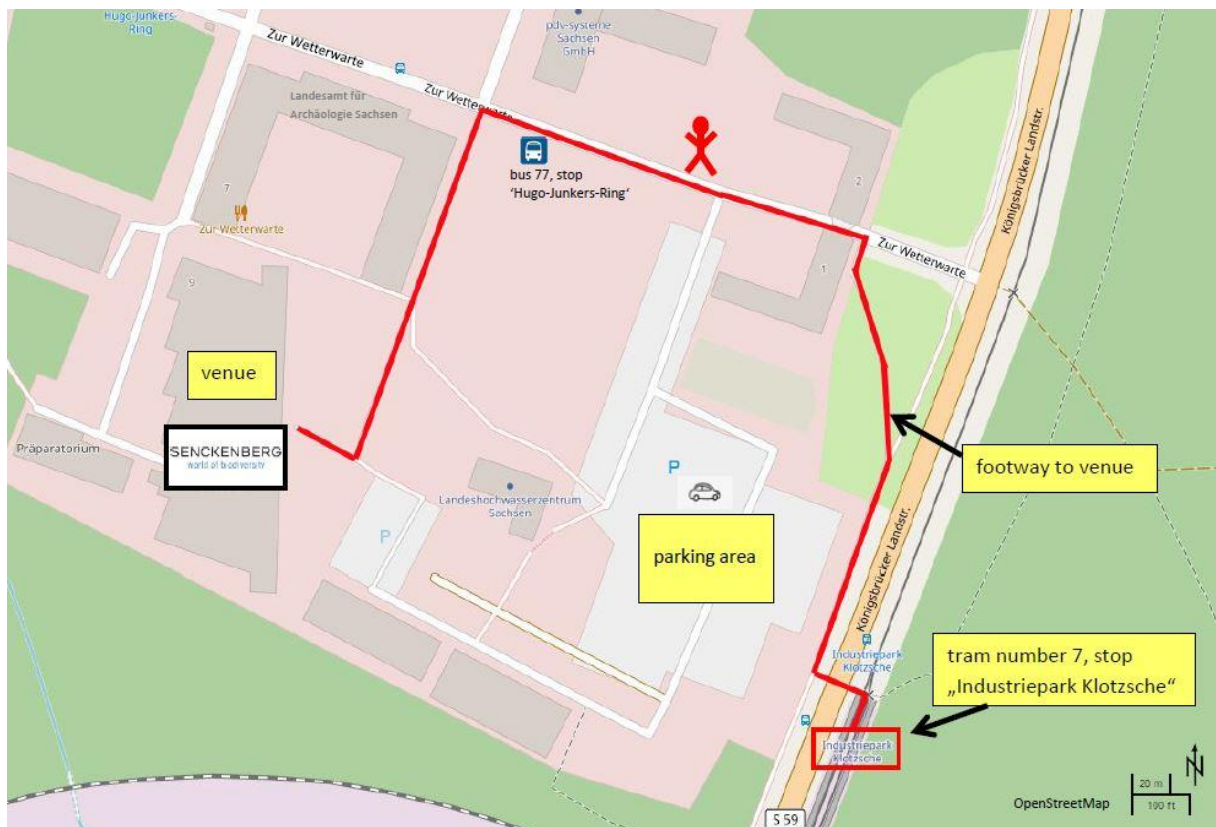 Hugo-Junkers-
Ring
pdv-systeme
Sachsen
GmbH
Zur Wetterwarte
Zur Wetterwarte
Landesamt für
Archäologie Sachsen
bus 77, stop
‘Hugo-Junkers-Ring‘
2
Königsbrücker Landstr.
7
Zur Wetterwarte
Zur Wetterwarte
1
9
venue
Präparatorium
SENCKENBERG
world of biodiversity
P
footway to venue
Landeshochwasserzentrum
Sachsen
P
parking area
Königsbrücker Landstr.
Industriepark
Klotzsche
tram number 7, stop
„Industriepark Klotzsche“
Industriepark
Klotzsche
N
20 m
100 ft
OpenStreetMap
S 59